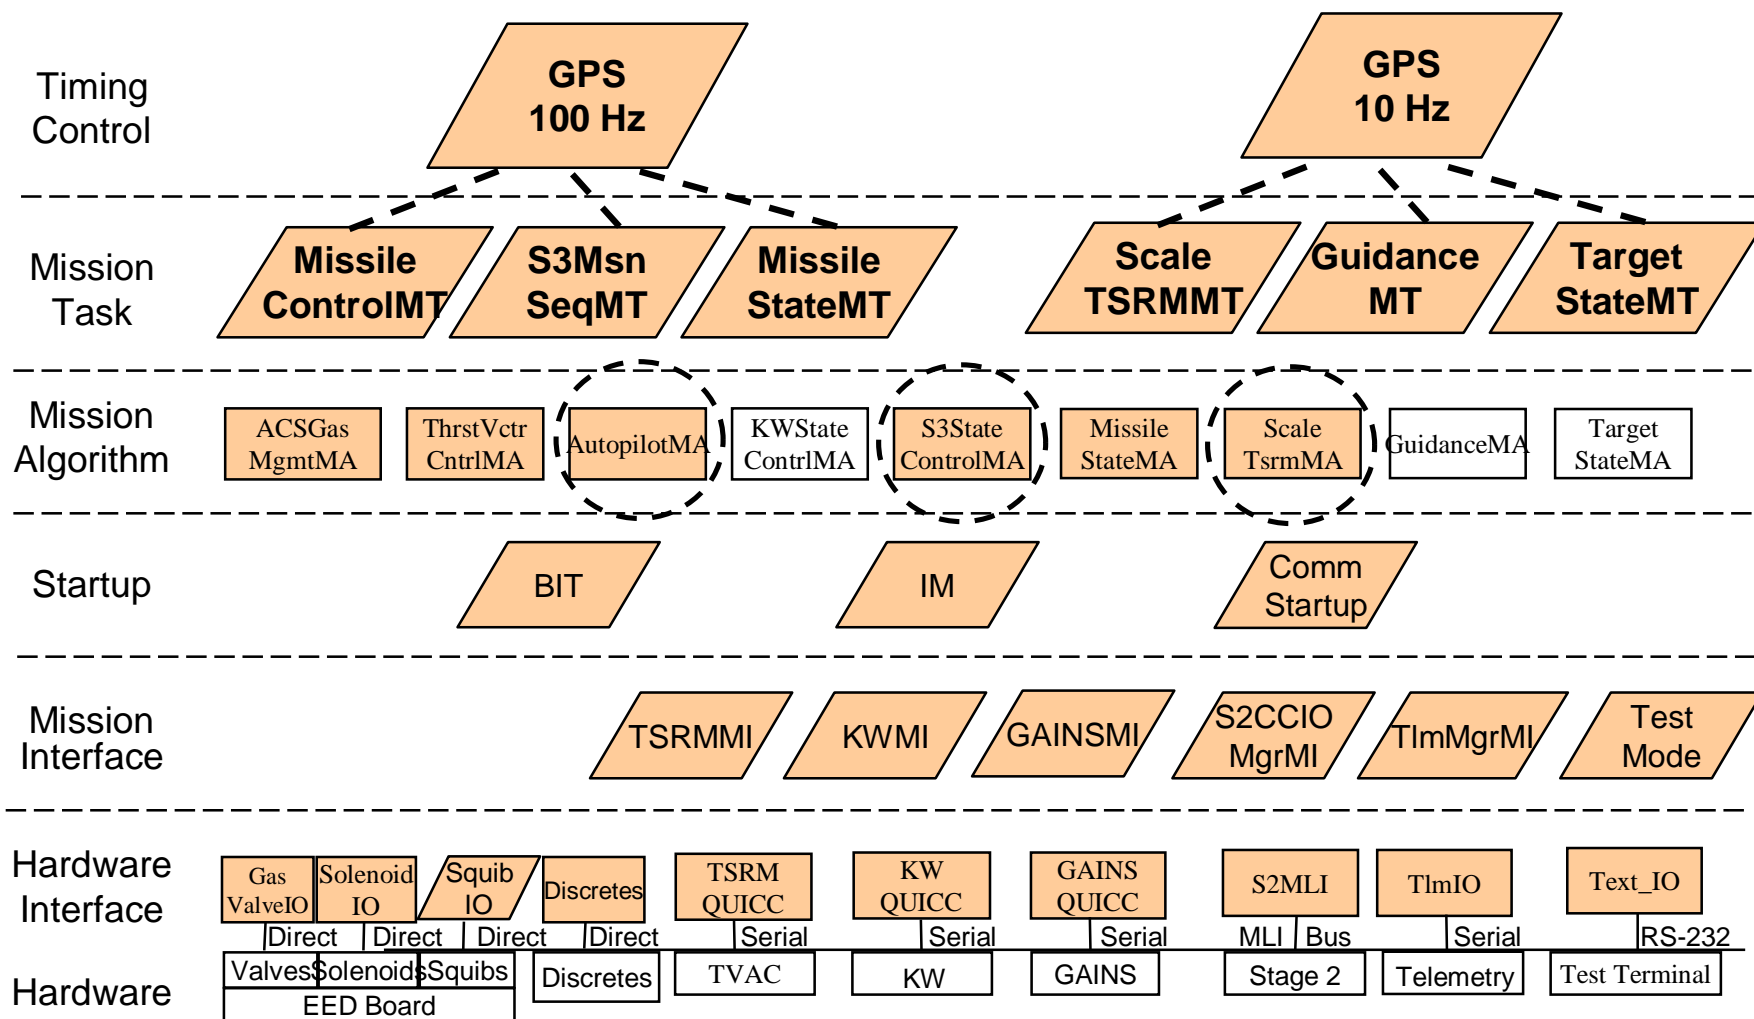 Timing
Control
GPS
100 Hz
GPS
10 Hz
Mission
Task
Missile
ControlMT
S3Msn
SeqMT
Missile
StateMT
Scale
TSRMMT
Guidance
MT
Target
StateMT
Mission
Algorithm
ACSGas
MgmtMA
ThrstVctr
CntrlMA
AutopilotMA
KWState
ContrlMA
S3State
ControlMA
Missile
StateMA
Scale
TsrmMA
GuidanceMA
Target
StateMA
Startup
BIT
IM
Comm
Startup
Mission
Interface
TSRMMI
KWMI
GAINSMI
S2CCIO
MgrMI
TlmMgrMI
Test
Mode
Hardware
Interface
Gas
ValveIO
Solenoid
IO
Squib
IO
Discretes
TSRM
QUICC
KW
QUICC
GAINS
QUICC
S2MLI
TlmIO
Text_IO
Direct
Direct
Direct
Direct
Serial
Serial
Serial
MLI Bus
Serial
RS-232
Hardware
Valves
Solenoids
Squibs
Discretes
TVAC
KW
GAINS
Stage 2
Telemetry
Test Terminal
EED Board